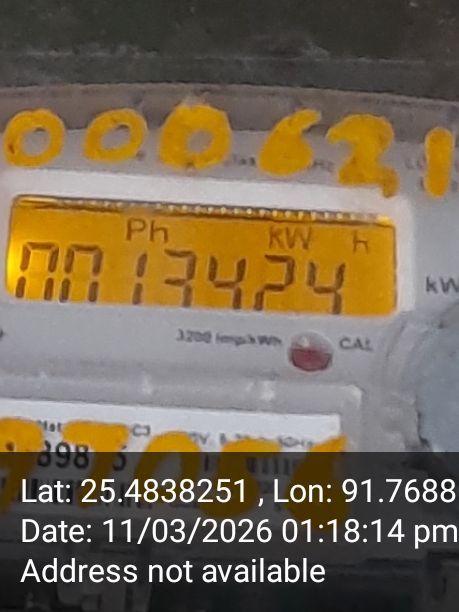 000621
Ph kW h
0013424
kW
3200 imp/kWh CAL
Lat: 25.4838251 , Lon: 91.7688
Date: 11/03/2026 01:18:14 pm
Address not available